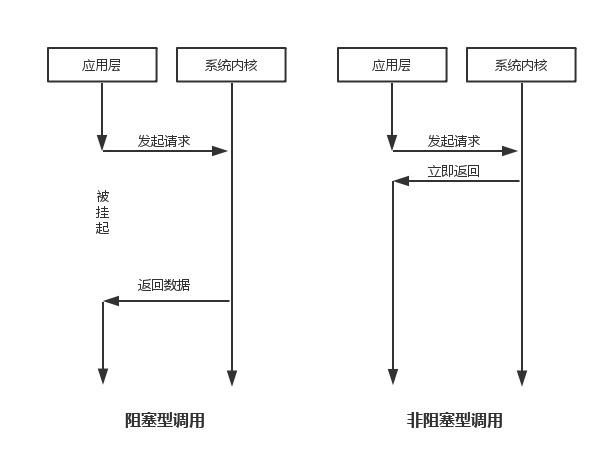 应用层
系统内核
应用层
系统内核
发起请求
发起请求
立即返回
被
挂
起
返回数据
阻塞型调用
非阻塞型调用